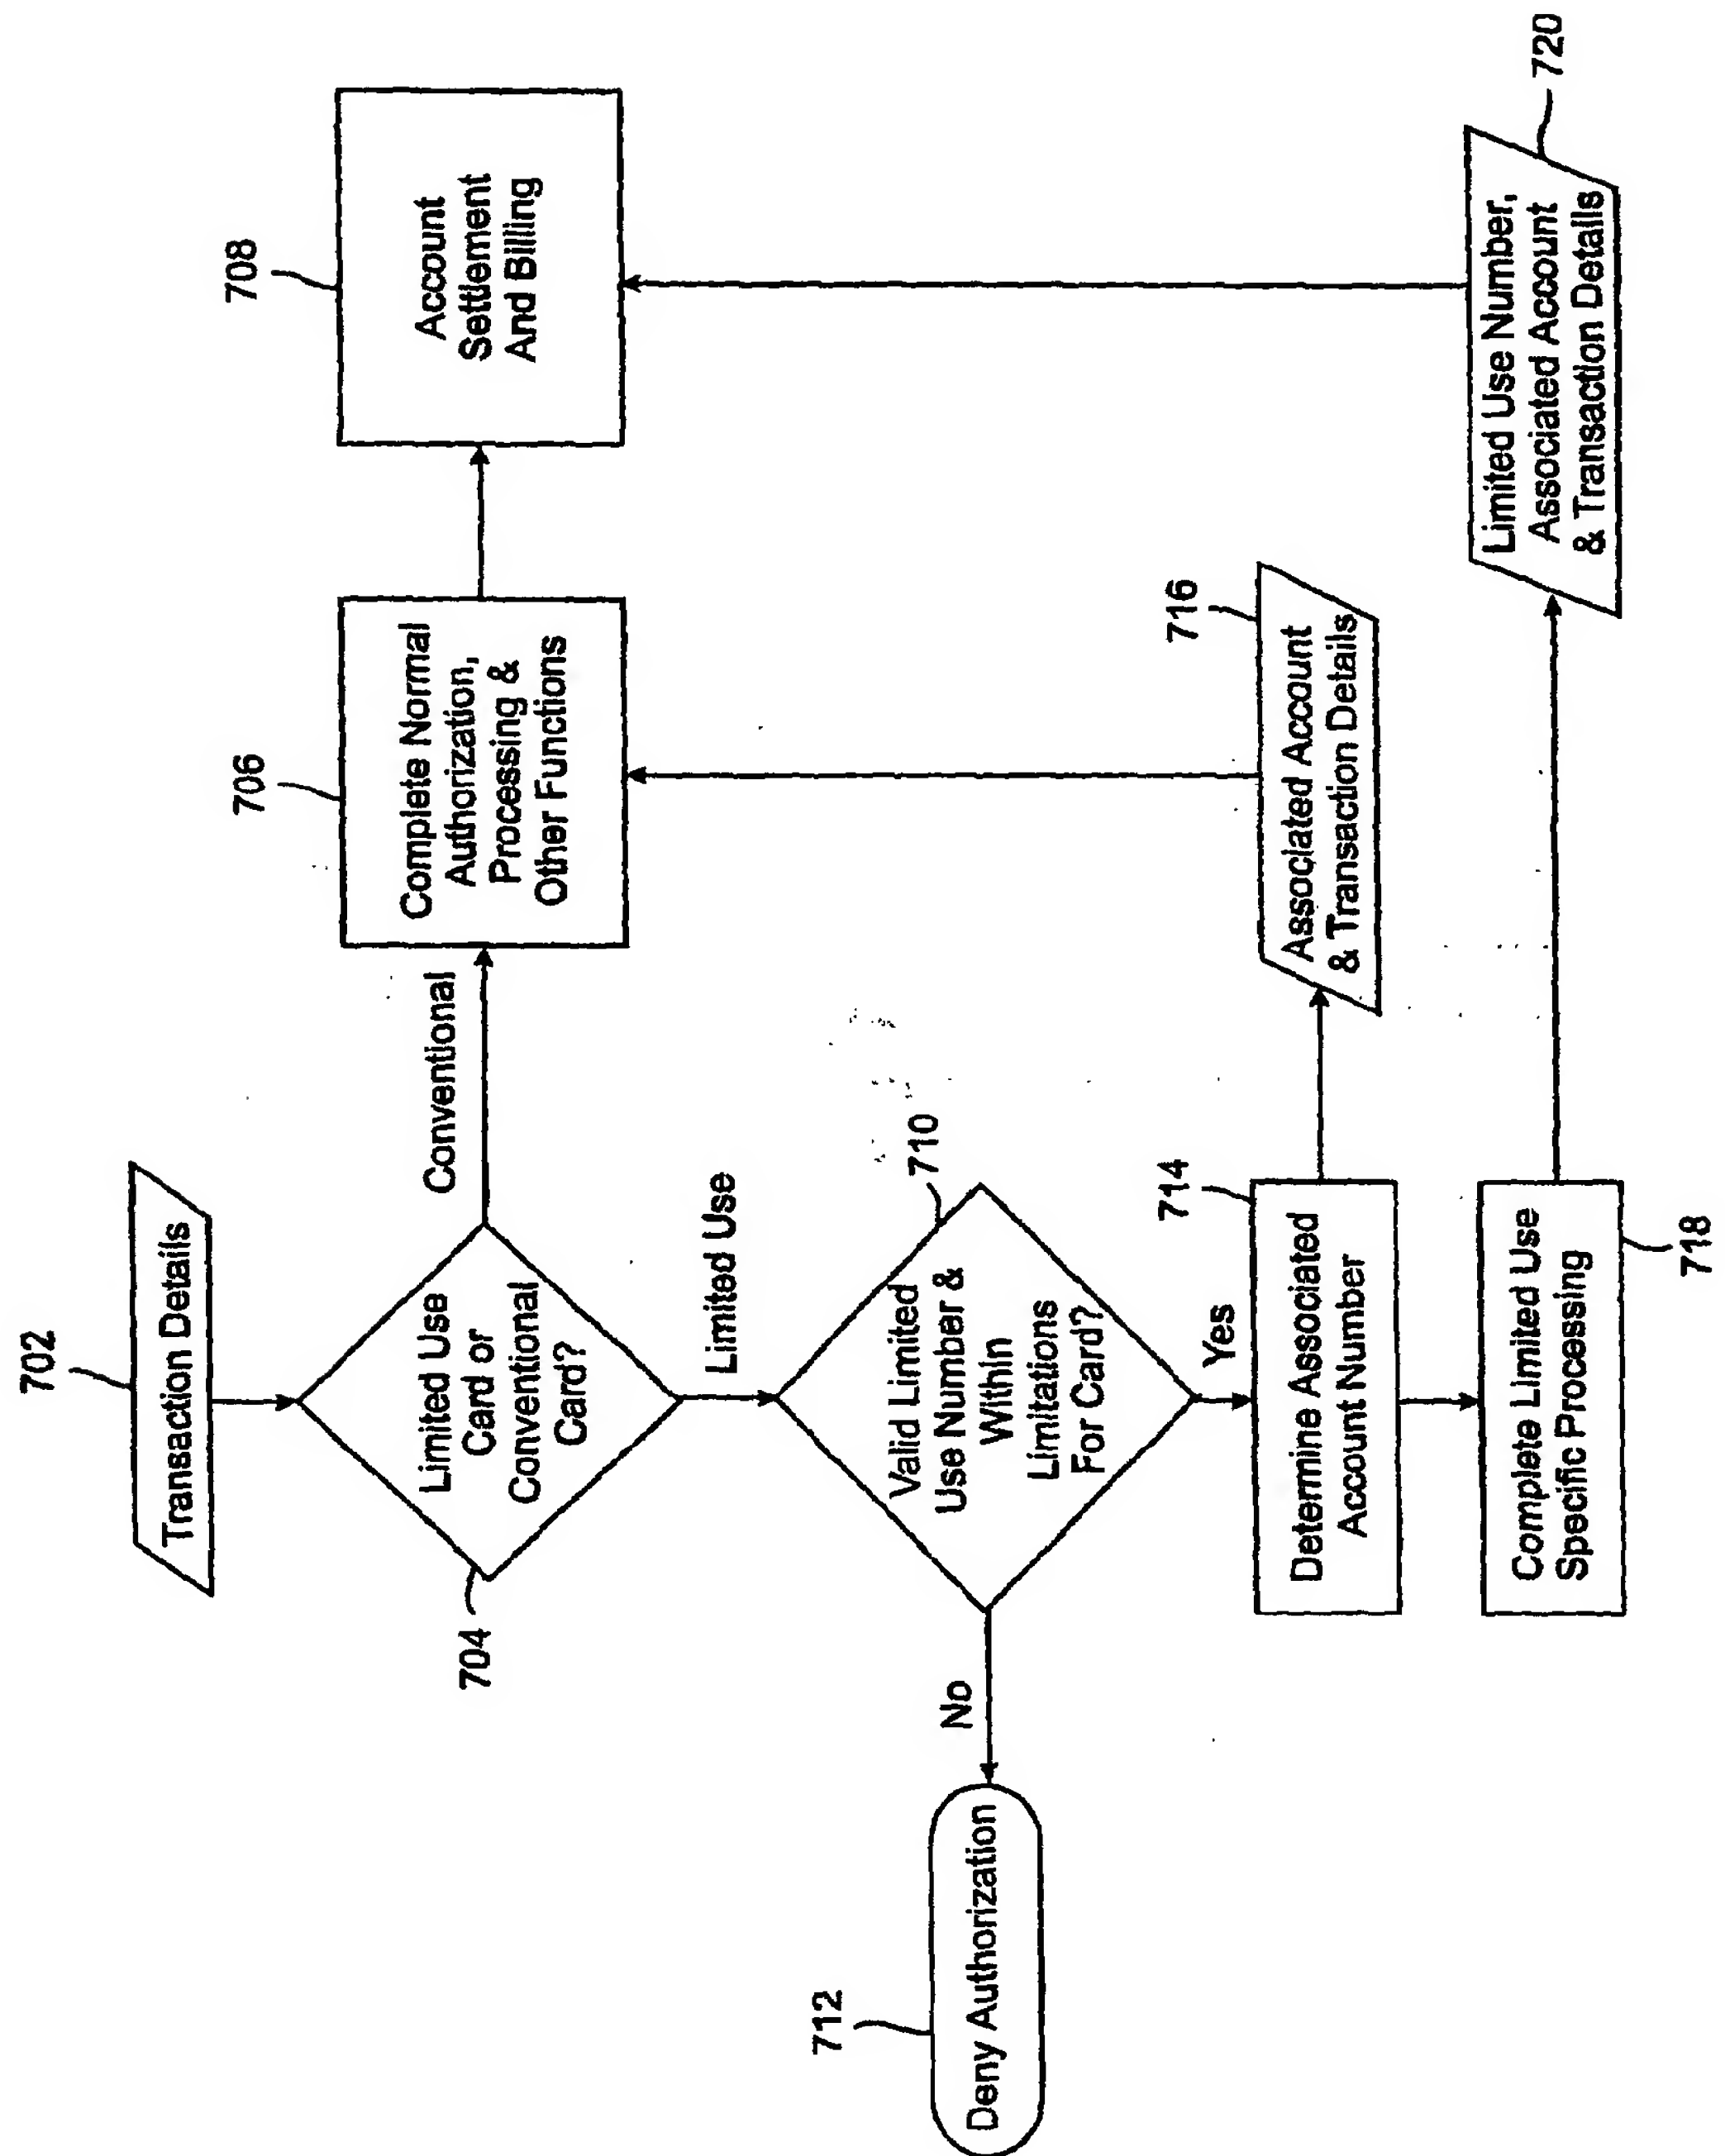 702
Transaction Details
704
Limited Use
Card or
Conventional
Card?
Conventional
706
Complete Normal
Authorization,
Processing &
Other Functions
708
Account
Settlement
And Billing
Limited Use
710
Valid Limited
Use Number &
Within
Limitations
For Card?
No
712
Deny Authorization
Yes
714
Determine Associated
Account Number
716
Associated Account
& Transaction Details
718
Complete Limited Use
Specific Processing
720
Limited Use Number,
Associated Account
& Transaction Details